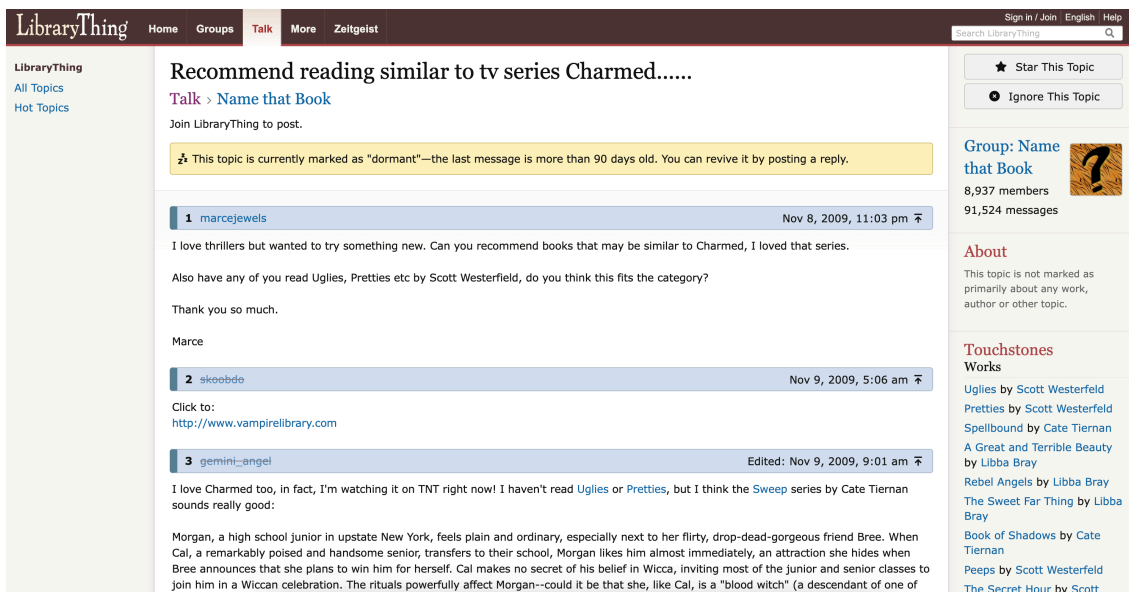 LibraryThing
Home Groups Talk More Zeitgeist
Sign in / Join English Help
Search LibraryThing
LibraryThing
All Topics
Hot Topics
Recommend reading similar to tv series Charmed......
Talk > Name that Book
Join LibraryThing to post.
This topic is currently marked as "dormant"—the last message is more than 90 days old. You can revive it by posting a reply.
1 marcejewels Nov 8, 2009, 11:03 pm
I love thrillers but wanted to try something new. Can you recommend books that may be similar to Charmed, I loved that series.
Also have any of you read Uglies, Pretties etc by Scott Westerfield, do you think this fits the category?
Thank you so much.
Marce
2 skoobdo Nov 9, 2009, 5:06 am
Click to:
http://www.vampirelibrary.com
3 gemini_angel Edited: Nov 9, 2009, 9:01 am
I love Charmed too, in fact, I'm watching it on TNT right now! I haven't read Uglies or Pretties, but I think the Sweep series by Cate Tiernan
sounds really good:
Morgan, a high school junior in upstate New York, feels plain and ordinary, especially next to her flirty, drop-dead-gorgeous friend Bree. When
Cal, a remarkably poised and handsome senior, transfers to their school, Morgan likes him almost immediately, an attraction she hides when
Bree announces that she plans to win him for herself. Cal makes no secret of his belief in Wicca, inviting most of the junior and senior classes to
join him in a Wiccan celebration. The rituals powerfully affect Morgan--could it be that she, like Cal, is a "blood witch" (a descendant of one of
Star This Topic
Ignore This Topic
Group: Name
that Book
8,937 members
91,524 messages
About
This topic is not marked as
primarily about any work,
author or other topic.
Touchstones
Works
Uglies by Scott Westerfeld
Pretties by Scott Westerfeld
Spellbound by Cate Tiernan
A Great and Terrible Beauty
by Libba Bray
Rebel Angels by Libba Bray
The Sweet Far Thing by Libba
Bray
Book of Shadows by Cate
Tiernan
Peeps by Scott Westerfeld
The Secret Hour by Scott